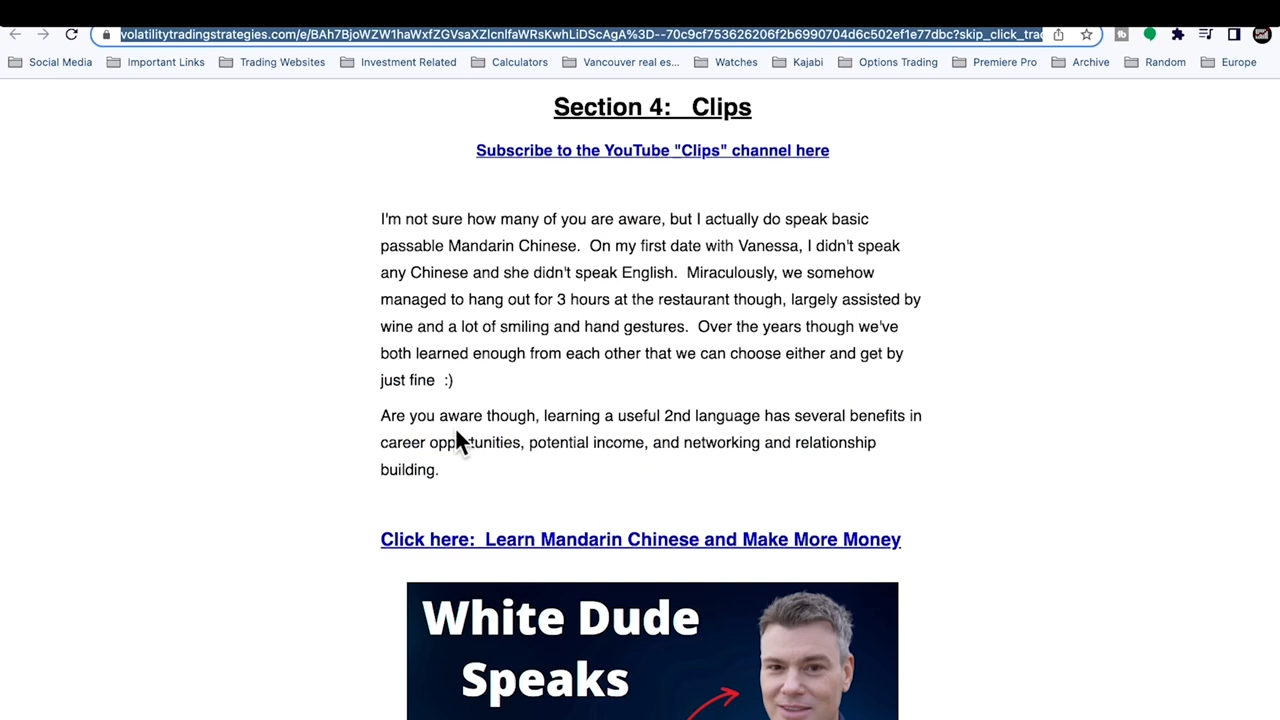 volatilitytradingstrategies.com/e/BAh7BjoWZW1haWxfZGVsaXZlcnlfaWRsKwhLiDScAgA%3D--70c9cf753626206f2b6990704d6c502ef1e77dbc?skip_click_trac
Social Media Important Links Trading Websites Investment Related Calculators Vancouver real es... Watches Kajabi Options Trading Premiere Pro Archive Random Europe
Section 4: Clips
Subscribe to the YouTube "Clips" channel here
I'm not sure how many of you are aware, but I actually do speak basic
passable Mandarin Chinese. On my first date with Vanessa, I didn't speak
any Chinese and she didn't speak English. Miraculously, we somehow
managed to hang out for 3 hours at the restaurant though, largely assisted by
wine and a lot of smiling and hand gestures. Over the years though we've
both learned enough from each other that we can choose either and get by
just fine :)
Are you aware though, learning a useful 2nd language has several benefits in
career opportunities, potential income, and networking and relationship
building.
Click here: Learn Mandarin Chinese and Make More Money
White Dude
Speaks